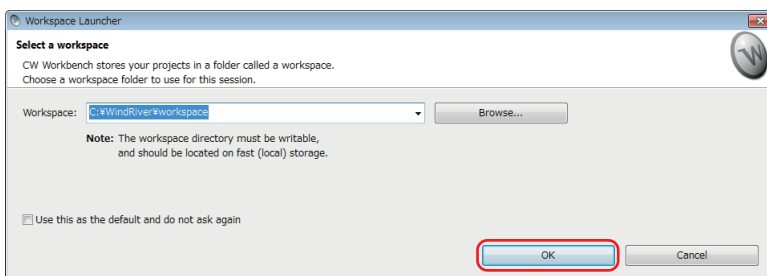 Workspace Launcher
Select a workspace
CW Workbench stores your projects in a folder called a workspace.
Choose a workspace folder to use for this session.
Workspace: C:¥WindRiver¥workspace Browse...
Note: The workspace directory must be writable,
and should be located on fast (local) storage.
Use this as the default and do not ask again
OK Cancel